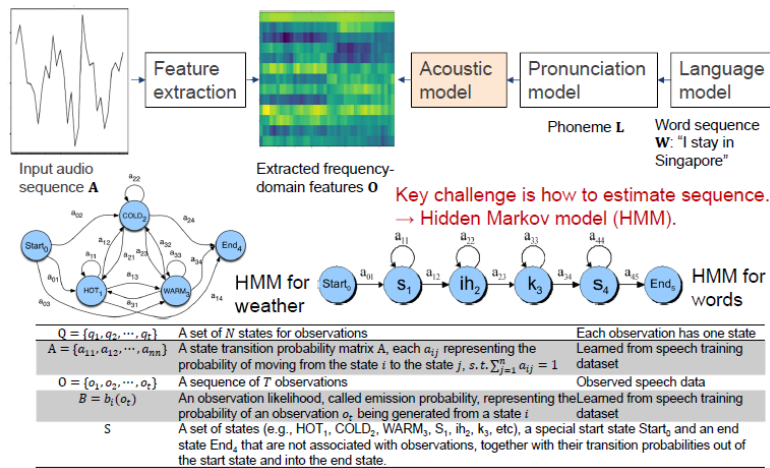 Feature
extraction
Acoustic
model
Pronunciation
model
Language
model
Phoneme L
Word sequence
W: "I stay in
Singapore"
Input audio
sequence A
Extracted frequency-
domain features O
Key challenge is how to estimate sequence.
→ Hidden Markov model (HMM).
a₂₂
COLD₂
a₀₂
a₂₄
Start₀
End₄
a₁₂
a₃₂
a₁₁
a₂₁
a₂₃
a₃₃
a₃₄
a₀₁
HOT₁
a₁₃
WARM₃
a₀₃
a₃₁
a₁₄
HMM for
weather
a₁₁
a₂₂
a₃₃
a₄₄
Start₀
a₀₁
s₁
a₁₂
ih₂
a₂₃
k₃
a₃₄
s₄
a₄₅
End₅
HMM for
words
Q = {q₁, q₂, ⋯, qₜ} A set of N states for observations Each observation has one state
A = {a₁₁, a₁₂, ⋯, aₙₙ} A state transition probability matrix A, each aᵢⱼ representing the Learned from speech training
probability of moving from the state i to the state j, s.t. ∑ⁿⱼ₌₁ aᵢⱼ = 1 dataset
O = {o₁, o₂, ⋯, oₜ} A sequence of T observations Observed speech data
B = bᵢ(oₜ) An observation likelihood, called emission probability, representing the Learned from speech training
probability of an observation oₜ being generated from a state i dataset
S A set of states (e.g., HOT₁, COLD₂, WARM₃, S₁, ih₂, k₃, etc), a special start state Start₀ and an end
state End₄ that are not associated with observations, together with their transition probabilities out of
the start state and into the end state.